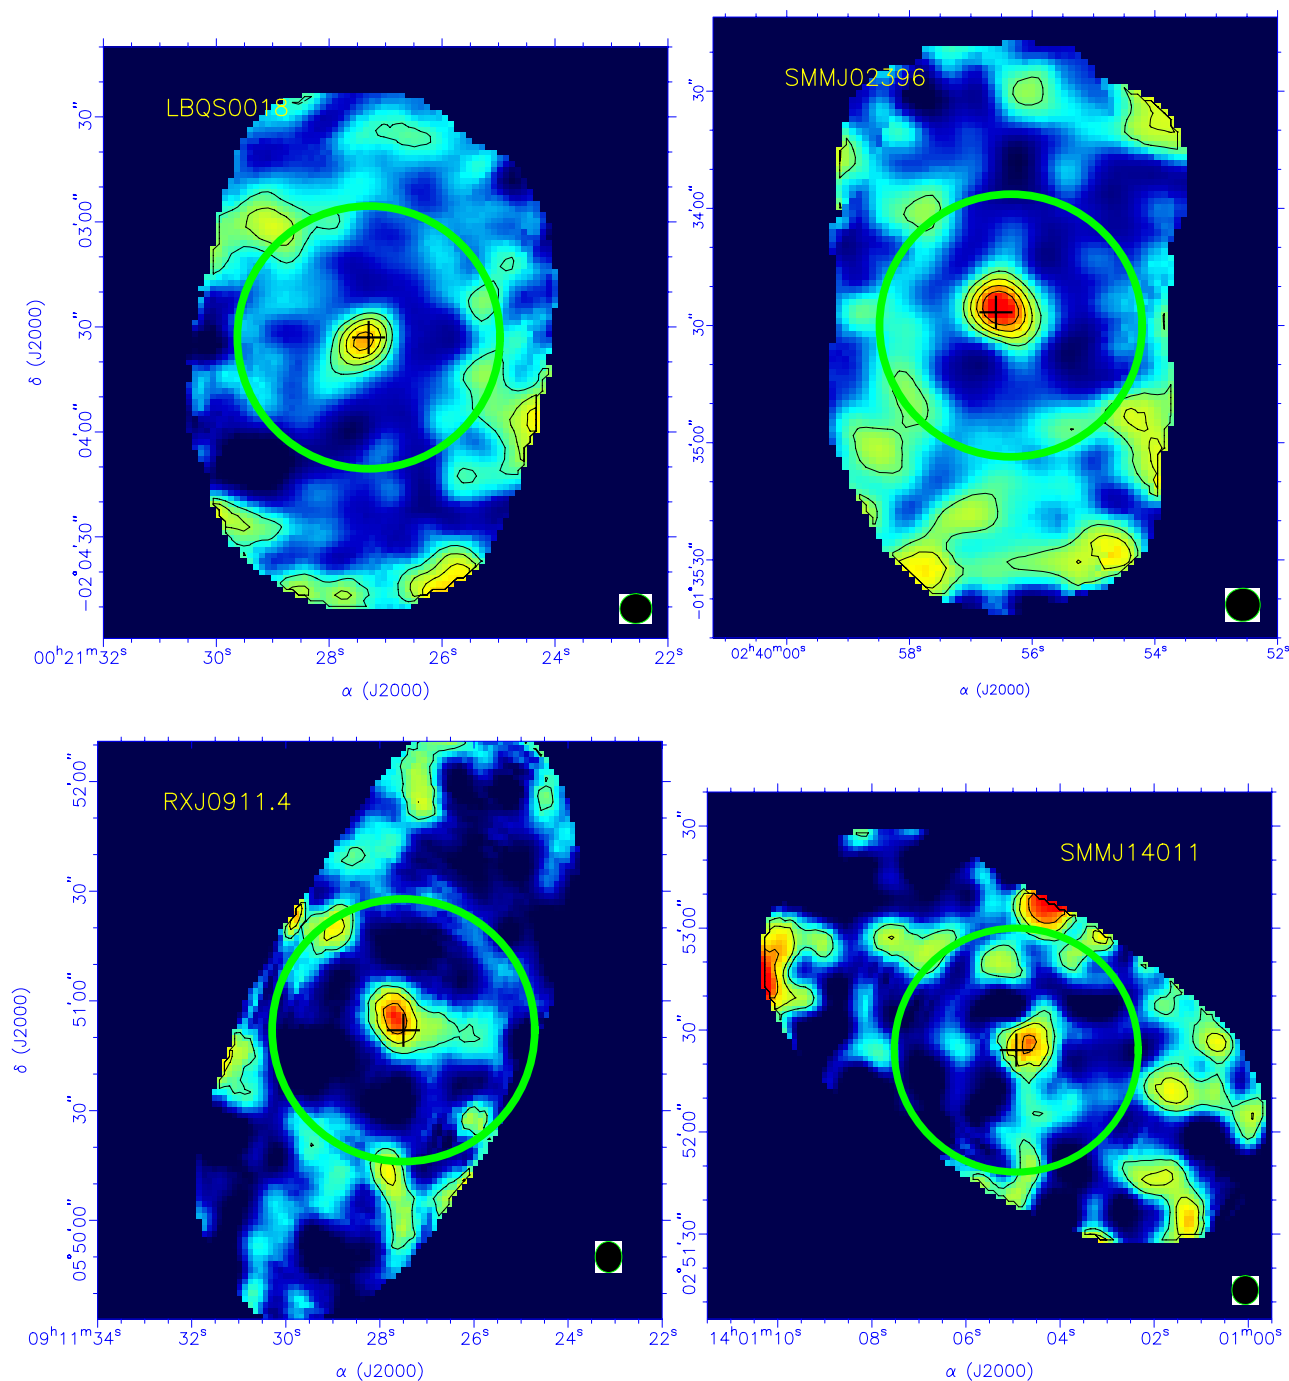 LBQS0018
δ (J2000)
30"
03'00"
30"
04'00"
−02°04'30"
00ʰ21ᵐ32ˢ 30ˢ 28ˢ 26ˢ 24ˢ 22ˢ
α (J2000)
SMMJ02396
30"
34'00"
30"
35'00"
−01°35'30"
02ʰ40ᵐ00ˢ 58ˢ 56ˢ 54ˢ 52ˢ
α (J2000)
RXJ0911.4
δ (J2000)
52'00"
30"
51'00"
30"
05°50'00"
09ʰ11ᵐ34ˢ 32ˢ 30ˢ 28ˢ 26ˢ 24ˢ 22ˢ
α (J2000)
SMMJ14011
30"
53'00"
30"
52'00"
02°51'30"
14ʰ01ᵐ10ˢ 08ˢ 06ˢ 04ˢ 02ˢ 01ᵐ00ˢ
α (J2000)